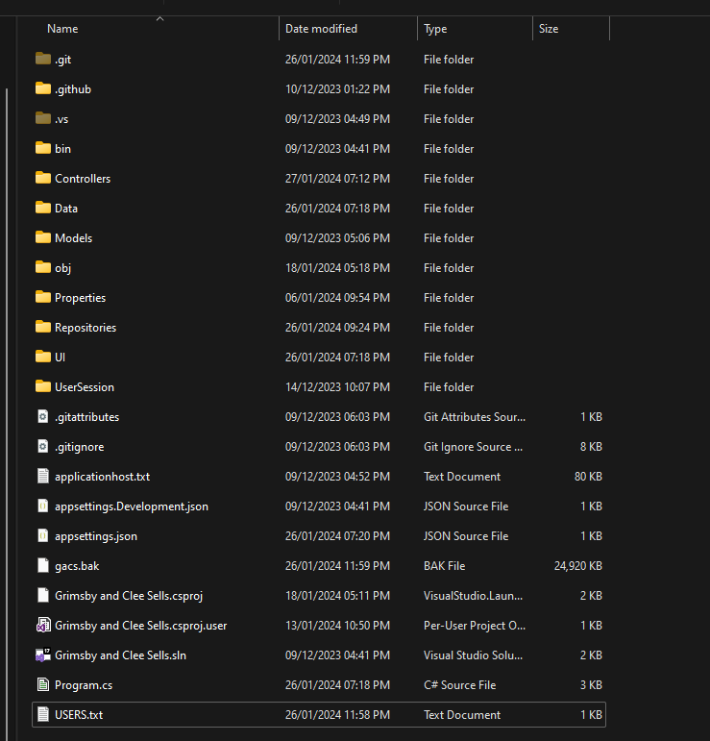 Name Date modified Type Size
.git 26/01/2024 11:59 PM File folder
.github 10/12/2023 01:22 PM File folder
.vs 09/12/2023 04:49 PM File folder
bin 09/12/2023 04:41 PM File folder
Controllers 27/01/2024 07:12 PM File folder
Data 26/01/2024 07:18 PM File folder
Models 09/12/2023 05:06 PM File folder
obj 18/01/2024 05:18 PM File folder
Properties 06/01/2024 09:54 PM File folder
Repositories 26/01/2024 09:24 PM File folder
UI 26/01/2024 07:18 PM File folder
UserSession 14/12/2023 10:07 PM File folder
.gitattributes 09/12/2023 06:03 PM Git Attributes Sour... 1 KB
.gitignore 09/12/2023 06:03 PM Git Ignore Source ... 8 KB
applicationhost.txt 09/12/2023 04:52 PM Text Document 80 KB
appsettings.Development.json 09/12/2023 04:41 PM JSON Source File 1 KB
appsettings.json 26/01/2024 07:20 PM JSON Source File 1 KB
gacs.bak 26/01/2024 11:59 PM BAK File 24,920 KB
Grimsby and Clee Sells.csproj 18/01/2024 05:11 PM VisualStudio.Laun... 2 KB
Grimsby and Clee Sells.csproj.user 13/01/2024 10:50 PM Per-User Project O... 1 KB
Grimsby and Clee Sells.sln 09/12/2023 04:41 PM Visual Studio Solu... 2 KB
Program.cs 26/01/2024 07:18 PM C# Source File 3 KB
USERS.txt 26/01/2024 11:58 PM Text Document 1 KB